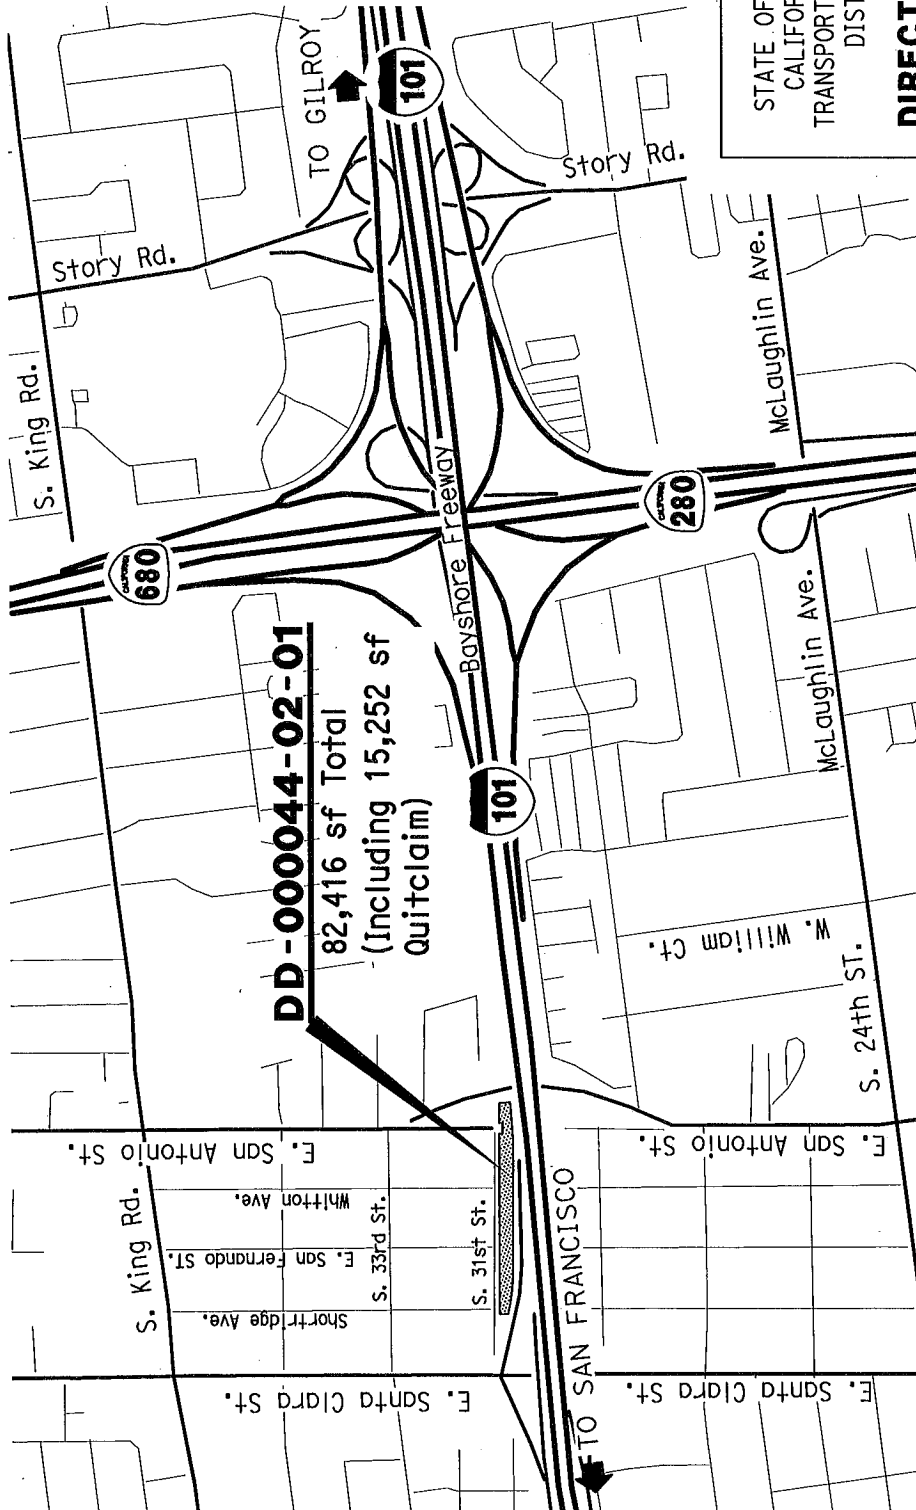 STATE OF
CALIFOR
TRANSPORT
DIST
DIRECT
TO GILROY
101
Story Rd.
Story Rd.
S. King Rd.
McLaughlin Ave.
CALIFORNIA
680
CALIFORNIA
280
Bayshore Freeway
DD-000044-02-01
82,416 sf Total
(Including 15,252 sf
Quitclaim)
101
McLaughlin Ave.
W. William Ct.
S. 24th ST.
E. San Antonio St.
E. San Antonio St.
S. King Rd.
Whitton Ave.
E. San Fernando ST.
Shortridge Ave.
S. 33rd St.
S. 31st St.
TO SAN FRANCISCO
E. Santa Clara St.
E. Santa Clara St.